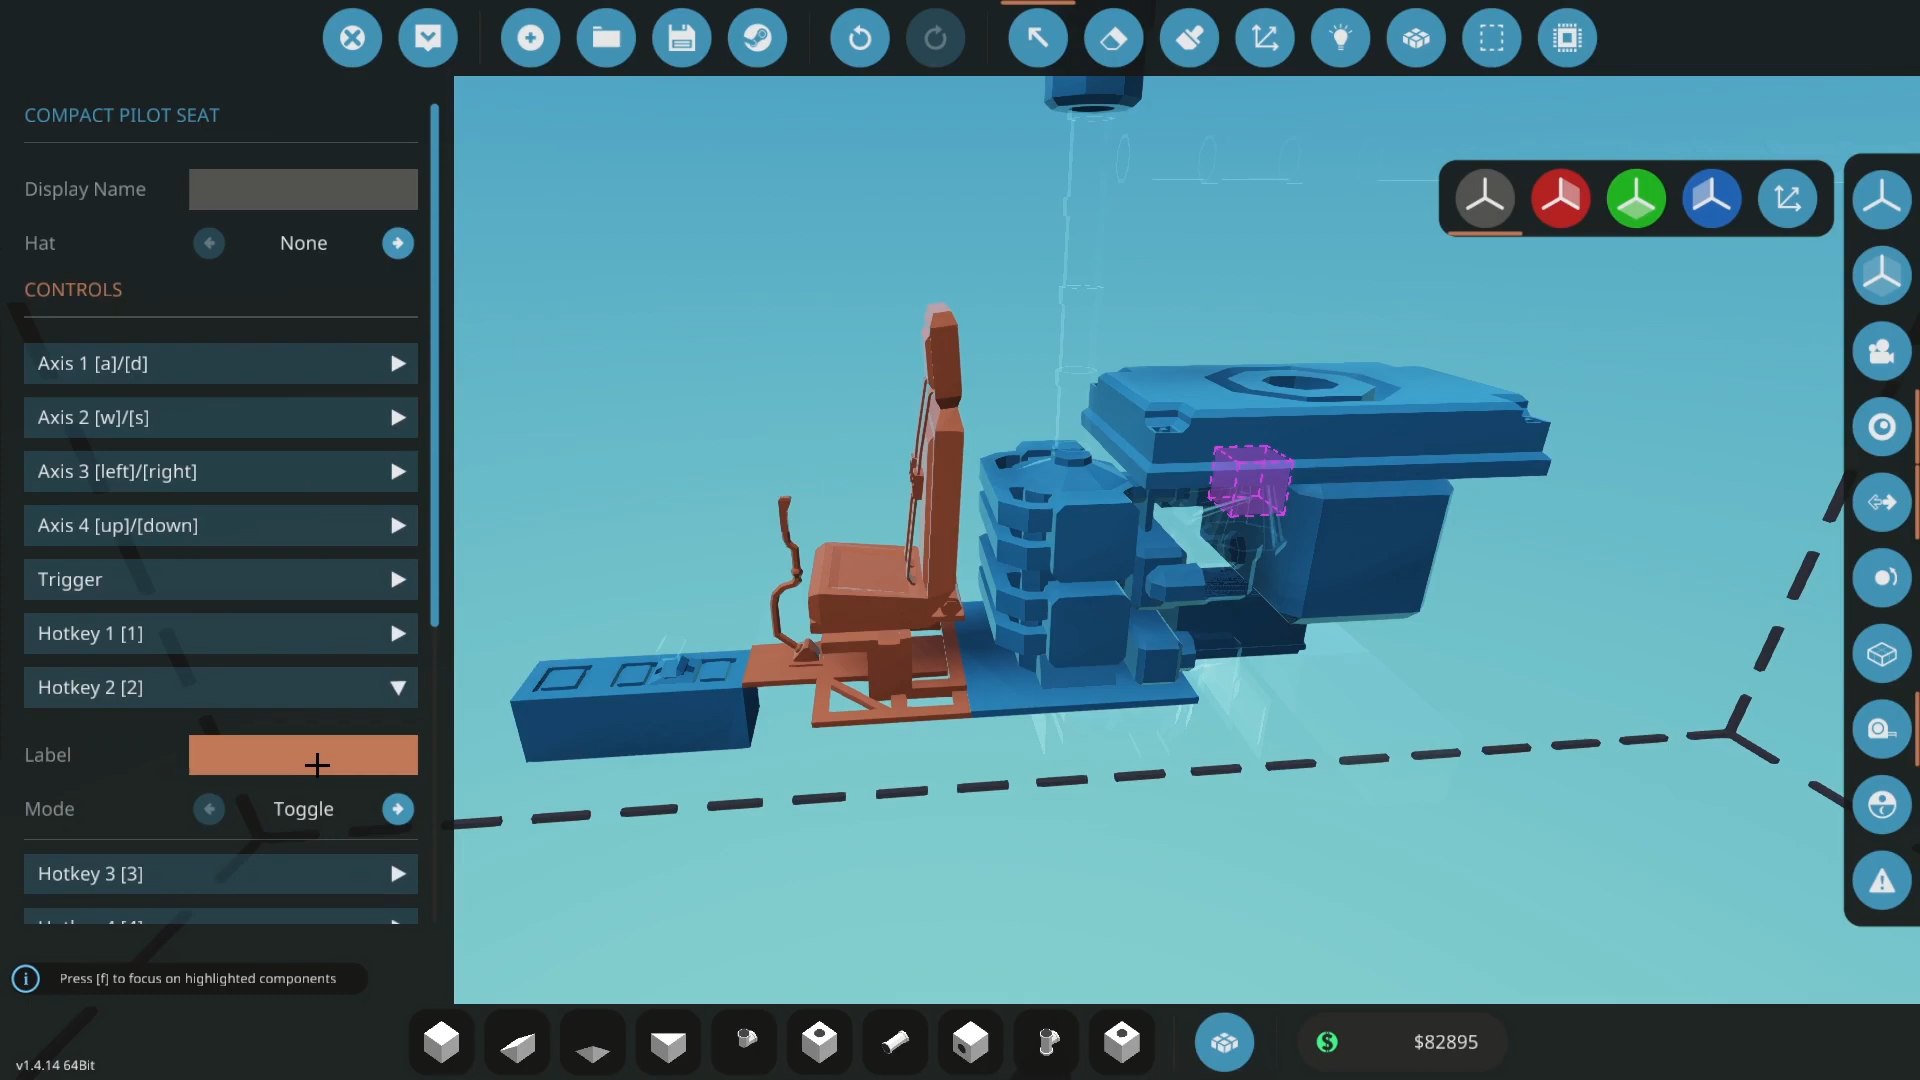 COMPACT PILOT SEAT
Display Name
Hat
None
CONTROLS
Axis 1 [a]/[d]
Axis 2 [w]/[s]
Axis 3 [left]/[right]
Axis 4 [up]/[down]
Trigger
Hotkey 1 [1]
Hotkey 2 [2]
Label
Mode
Toggle
Hotkey 3 [3]
Press [f] to focus on highlighted components
v1.4.14 64Bit
$82895